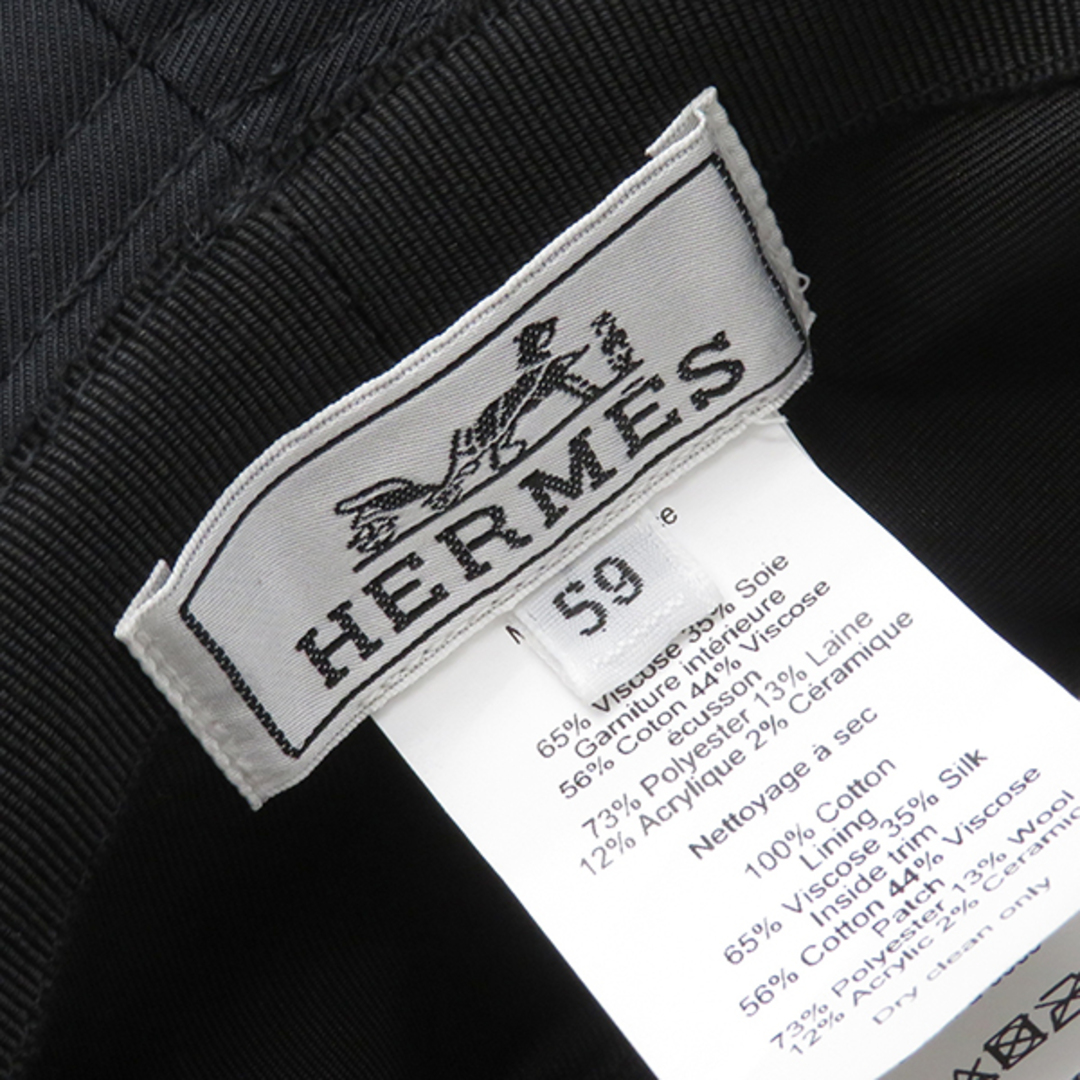 HERMÈS
59
65% Viscose 35% Soie
Garniture intérieure
56% Coton 44% Viscose
écusson
73% Polyester 13% Laine
12% Acrylique 2% Céramique
Nettoyage à sec
100% Cotton
Lining
65% Viscose 35% Silk
Inside trim
56% Cotton 44% Viscose
Patch
73% Polyester 13% Wool
12% Acrylic 2% Ceramic
Dry clean only